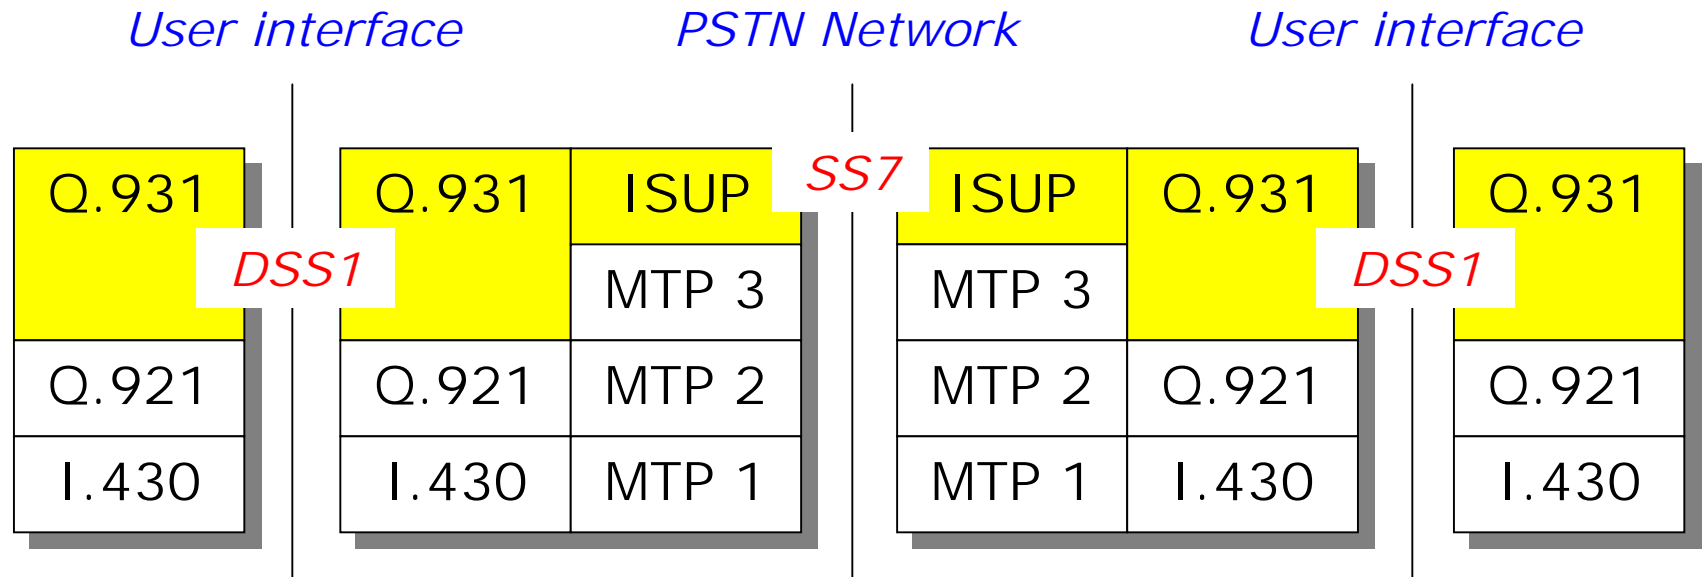 User interface PSTN Network User interface
Q.931 Q.931 ISUP SS7 ISUP Q.931 Q.931
DSS1 MTP 3 MTP 3 DSS1
Q.921 Q.921 MTP 2 MTP 2 Q.921 Q.921
I.430 I.430 MTP 1 MTP 1 I.430 I.430